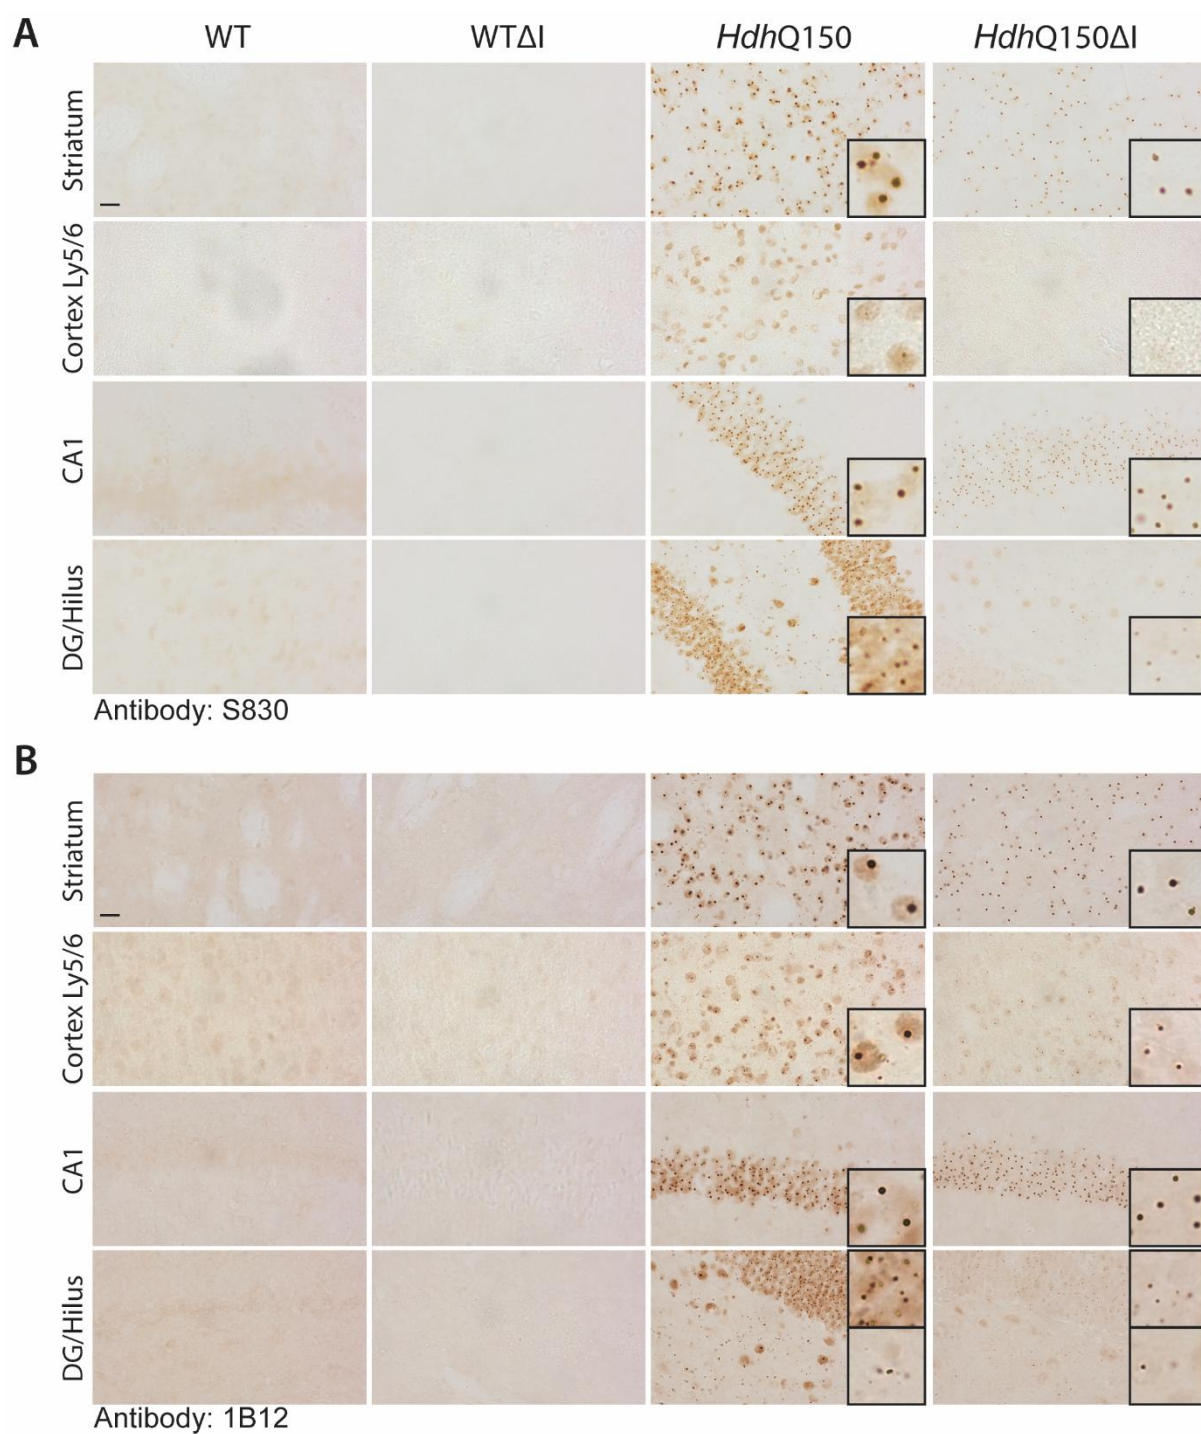 A
WT WTΔI HdhQ150 HdhQ150ΔI
Striatum
Cortex Ly5/6
CA1
DG/Hilus
Antibody: S830
B
Striatum
Cortex Ly5/6
CA1
DG/Hilus
Antibody: 1B12